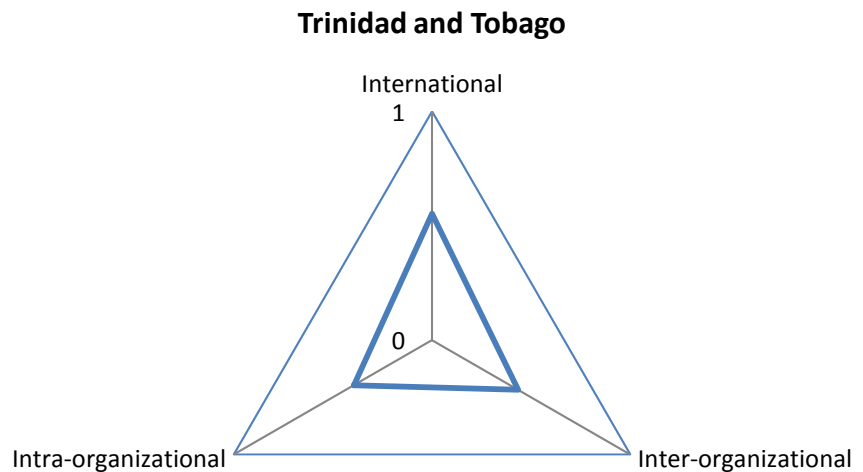 Trinidad and Tobago
International
1
0
Intra-organizational
Inter-organizational